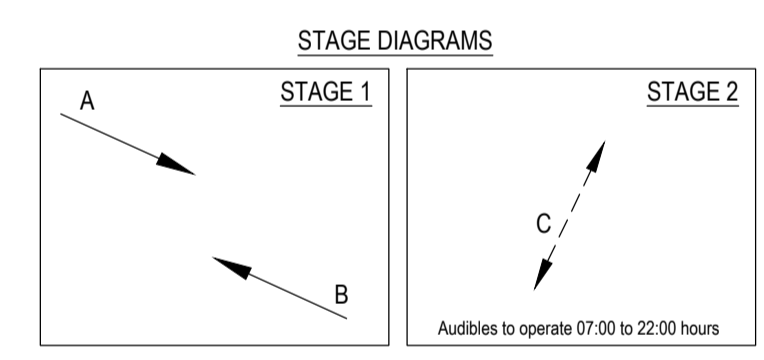 STAGE DIAGRAMS
STAGE 1
A
B
STAGE 2
C
Audibles to operate 07:00 to 22:00 hours